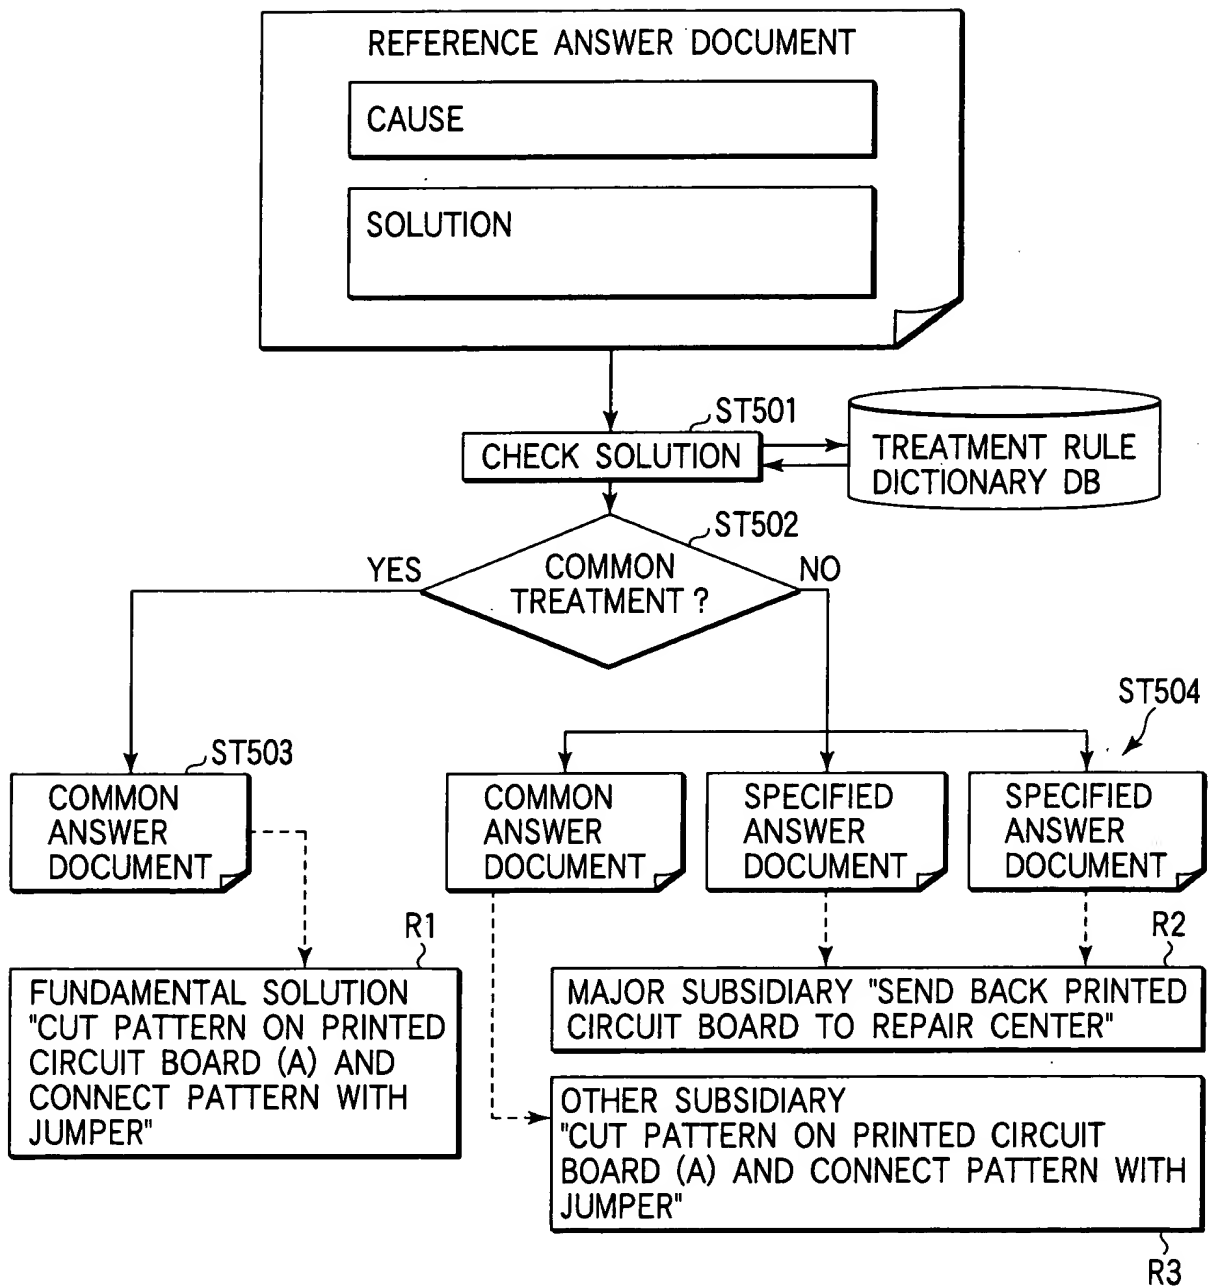 REFERENCE ANSWER DOCUMENT
CAUSE
SOLUTION
ST501
CHECK SOLUTION
TREATMENT RULE
DICTIONARY DB
ST502
YES
COMMON
TREATMENT ?
NO
ST504
ST503
COMMON
ANSWER
DOCUMENT
COMMON
ANSWER
DOCUMENT
SPECIFIED
ANSWER
DOCUMENT
SPECIFIED
ANSWER
DOCUMENT
R1
FUNDAMENTAL SOLUTION
"CUT PATTERN ON PRINTED
CIRCUIT BOARD (A) AND
CONNECT PATTERN WITH
JUMPER"
R2
MAJOR SUBSIDIARY "SEND BACK PRINTED
CIRCUIT BOARD TO REPAIR CENTER"
OTHER SUBSIDIARY
"CUT PATTERN ON PRINTED CIRCUIT
BOARD (A) AND CONNECT PATTERN WITH
JUMPER"
R3